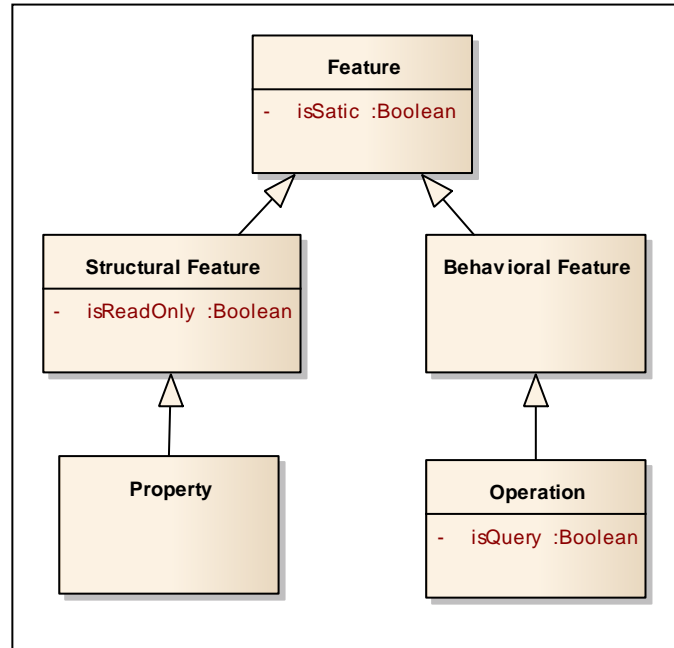 Feature
- isSatic :Boolean
Structural Feature
- isReadOnly :Boolean
Behavioral Feature
Property
Operation
- isQuery :Boolean